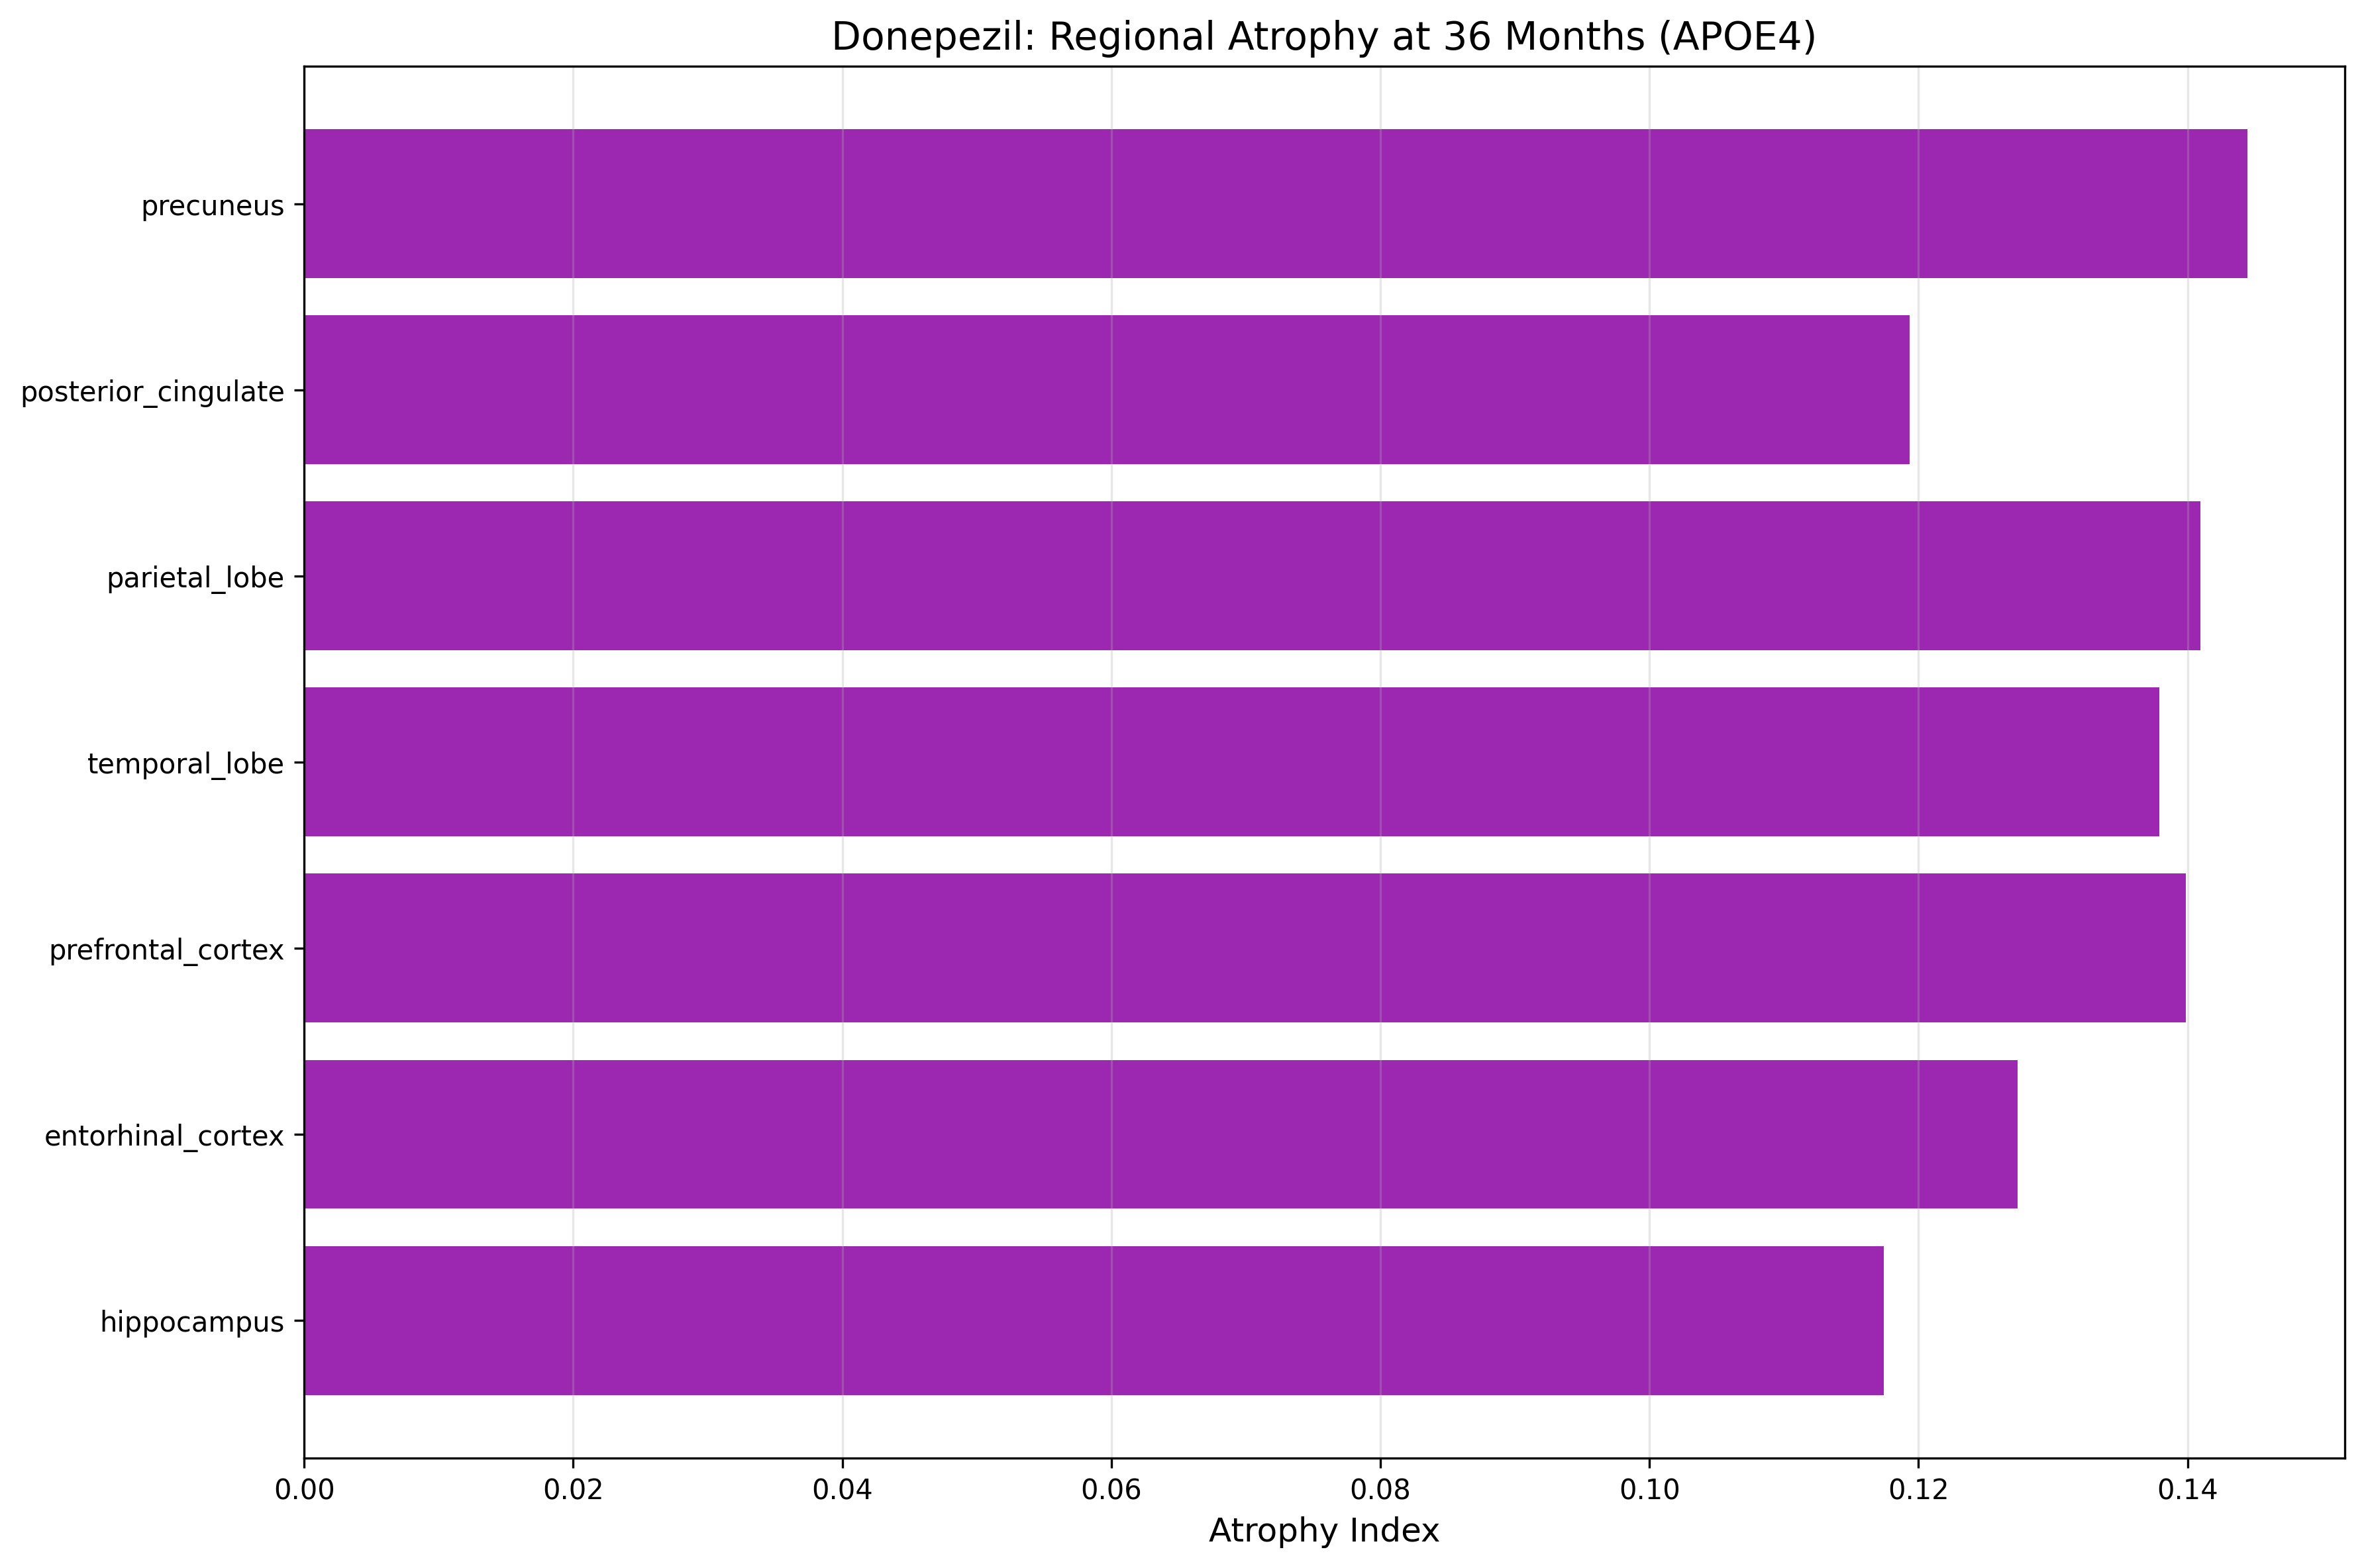 Donepezil: Regional Atrophy at 36 Months (APOE4)
precuneus
posterior_cingulate
parietal_lobe
temporal_lobe
prefrontal_cortex
entorhinal_cortex
hippocampus
0.00 0.02 0.04 0.06 0.08 0.10 0.12 0.14
Atrophy Index